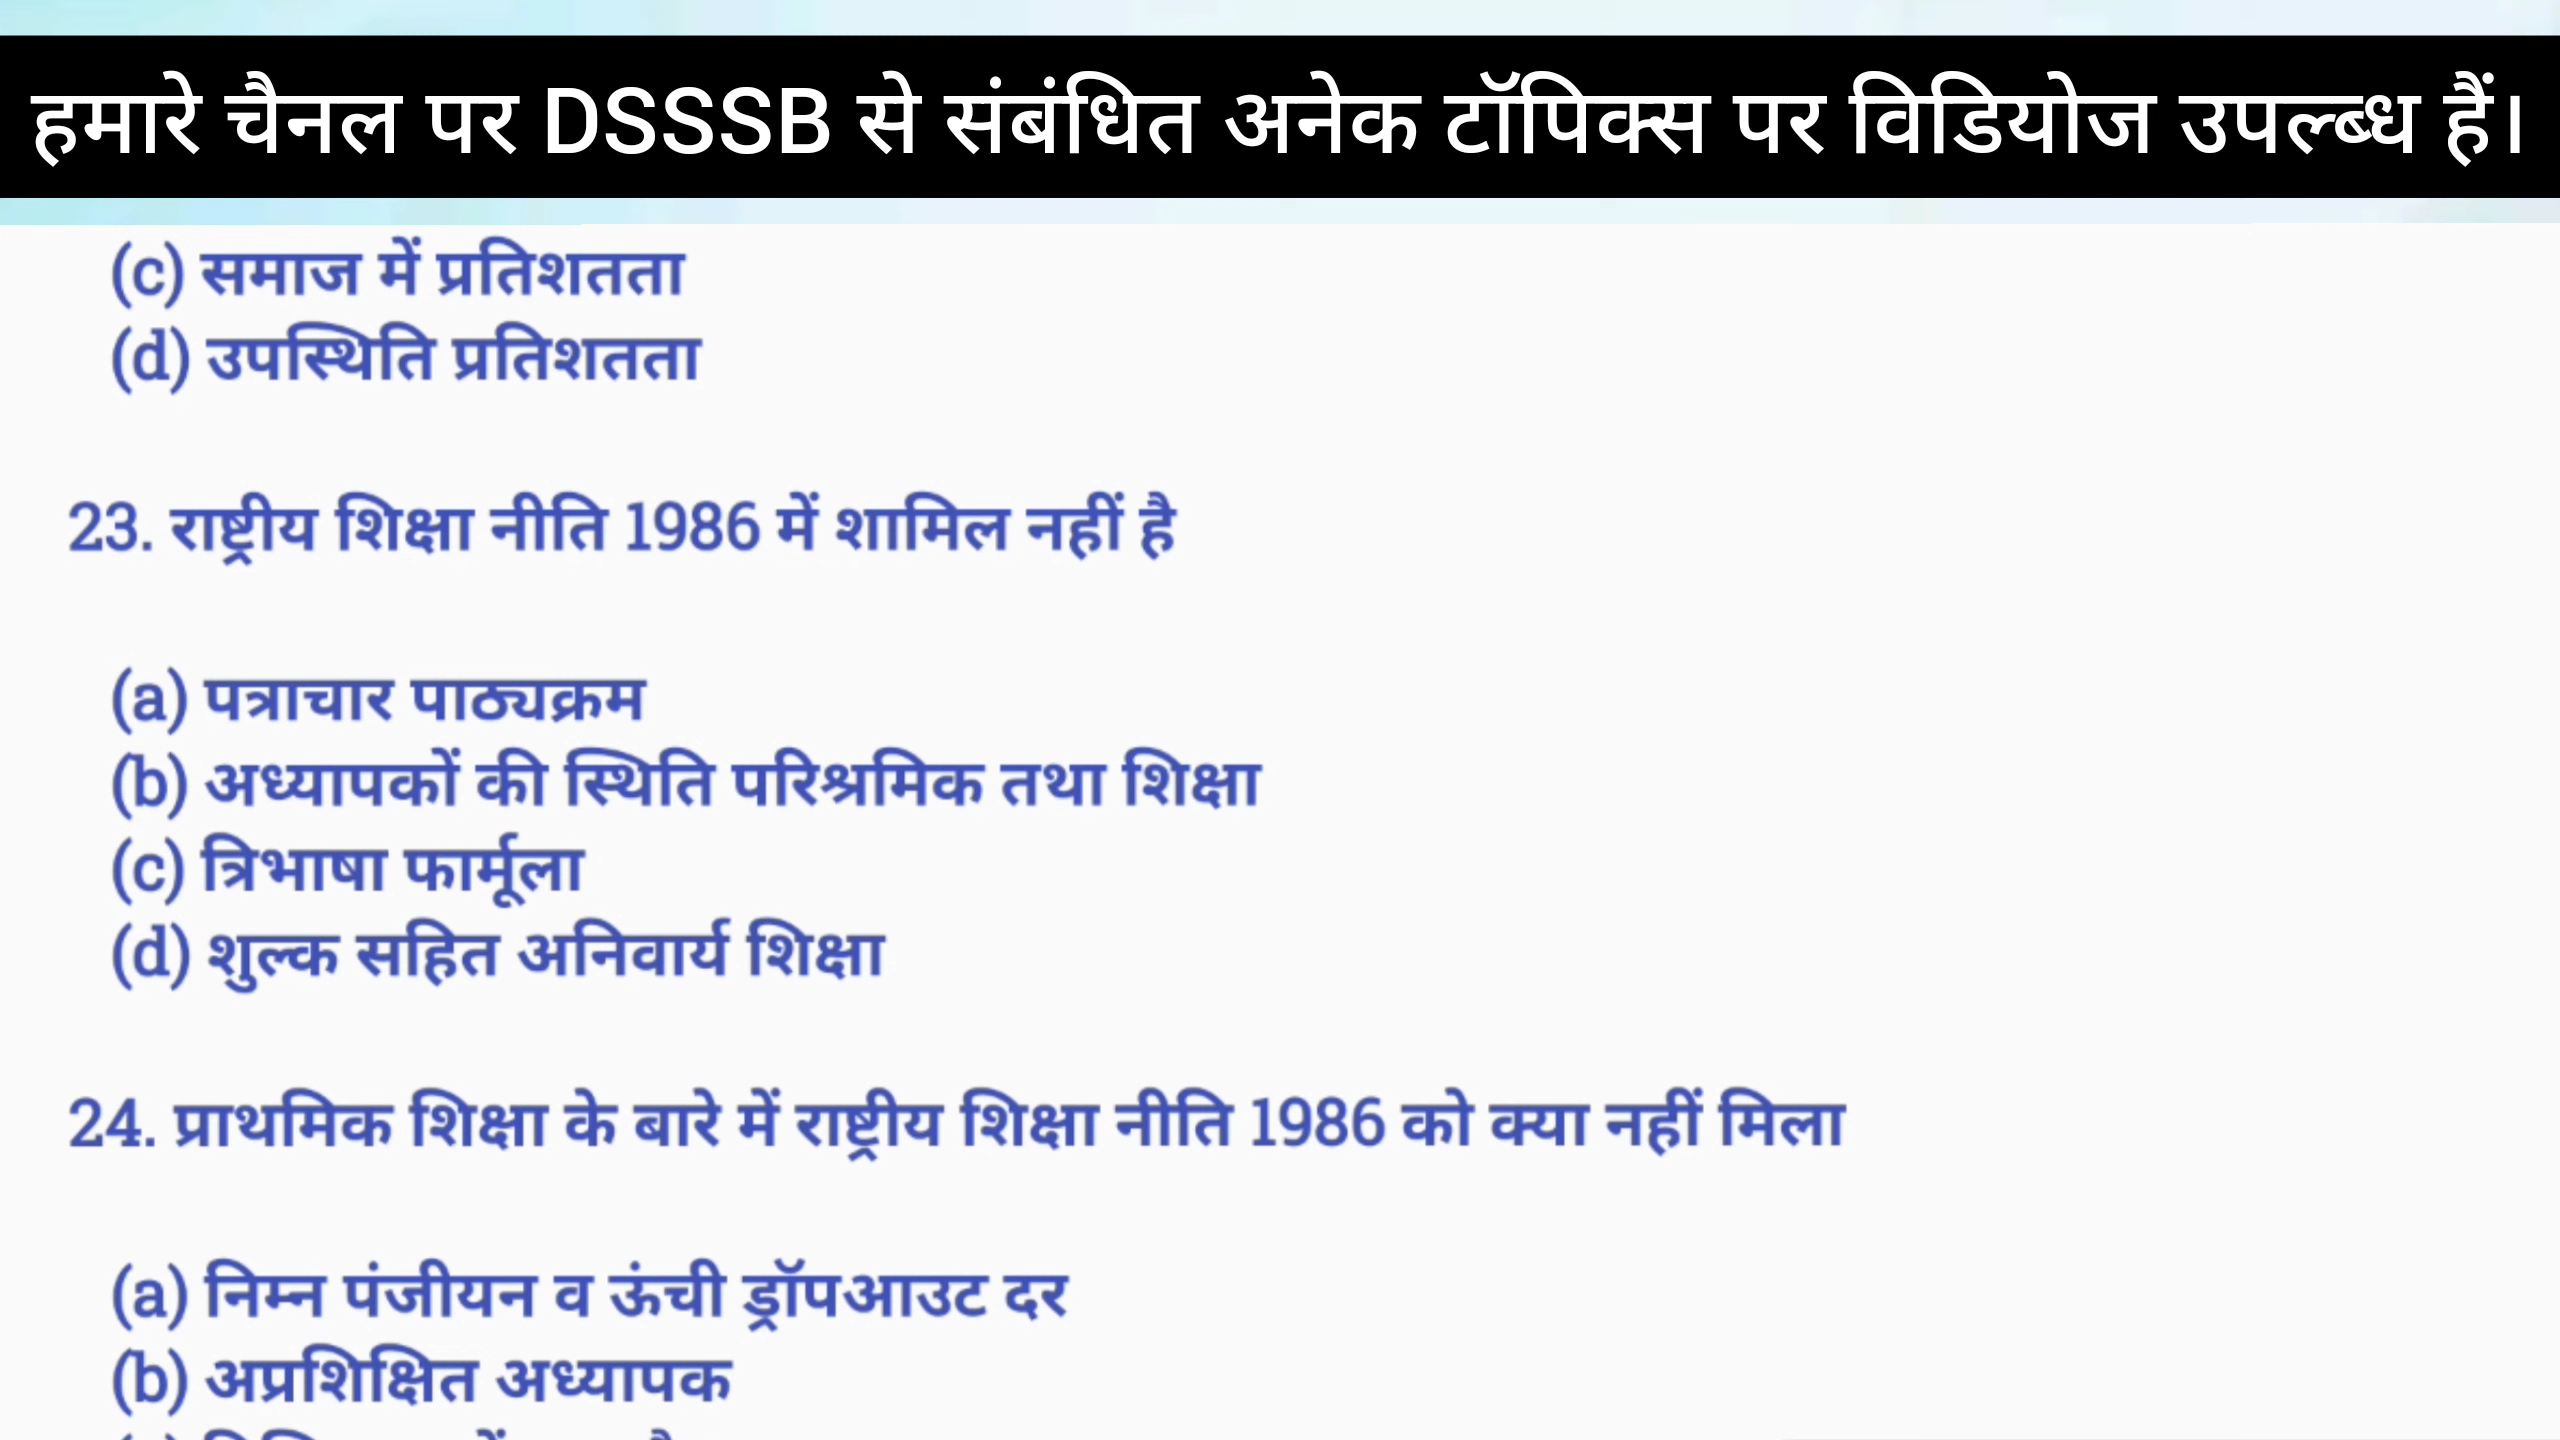 हमारे चैनल पर DSSSB से संबंधित अनेक टॉपिक्स पर विडियोज उपल्ब्ध हैं।
(c) समाज में प्रतिशतता
(d) उपस्थिति प्रतिशतता
23. राष्ट्रीय शिक्षा नीति 1986 में शामिल नहीं है
(a) पत्राचार पाठ्यक्रम
(b) अध्यापकों की स्थिति परिश्रमिक तथा शिक्षा
(c) त्रिभाषा फार्मूला
(d) शुल्क सहित अनिवार्य शिक्षा
24. प्राथमिक शिक्षा के बारे में राष्ट्रीय शिक्षा नीति 1986 को क्या नहीं मिला
(a) निम्न पंजीयन व ऊंची ड्रॉपआउट दर
(b) अप्रशिक्षित अध्यापक